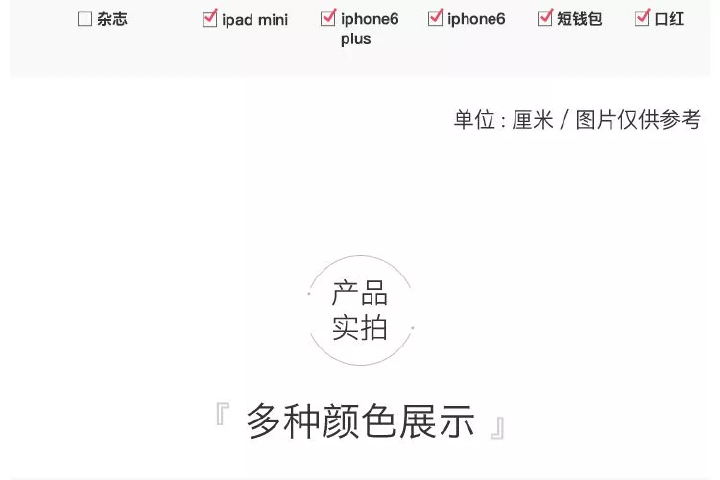 杂志 ipad mini iphone6 iphone6 短钱包 口红
plus
单位 : 厘米 / 图片仅供参考
产品
实拍
『 多种颜色展示 』